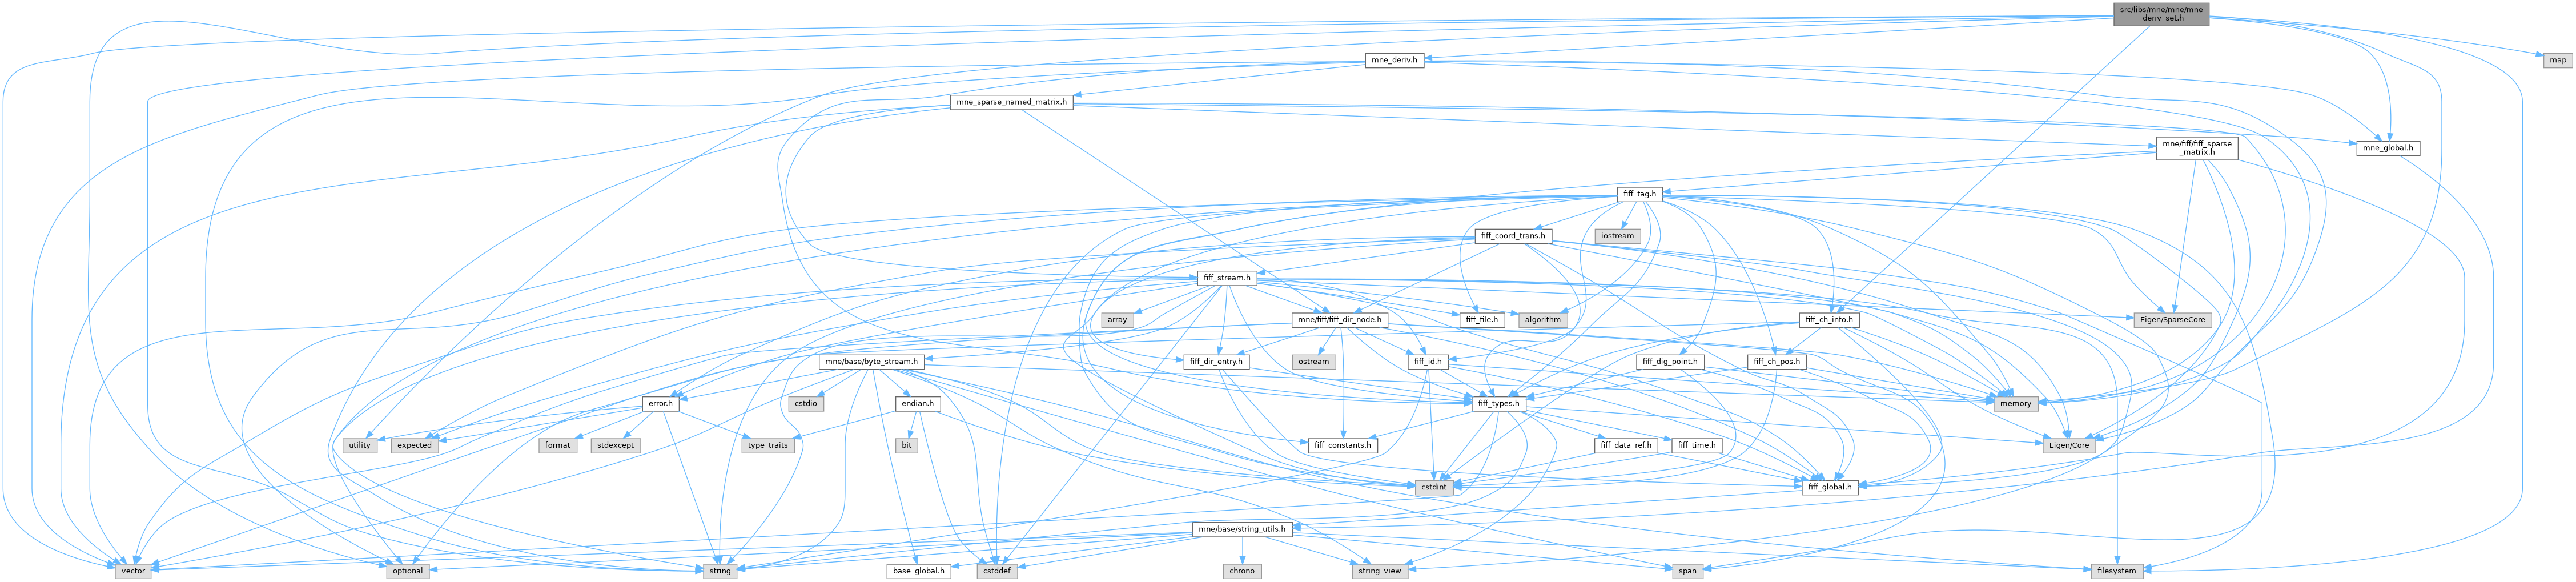 src/libs/mne/mne/mne
_deriv_set.h
mne_deriv.h
map
mne_sparse_named_matrix.h
mne/fiff/fiff_sparse
_matrix.h
mne_global.h
fiff_tag.h
fiff_coord_trans.h
iostream
fiff_stream.h
array
mne/fiff/fiff_dir_node.h
fiff_file.h
algorithm
fiff_ch_info.h
Eigen/SparseCore
mne/base/byte_stream.h
fiff_dir_entry.h
ostream
fiff_id.h
fiff_dig_point.h
fiff_ch_pos.h
error.h
cstdio
endian.h
fiff_types.h
memory
utility
expected
format
stdexcept
type_traits
bit
fiff_constants.h
fiff_data_ref.h
fiff_time.h
Eigen/Core
cstdint
fiff_global.h
mne/base/string_utils.h
vector
optional
string
base_global.h
cstddef
chrono
string_view
span
filesystem